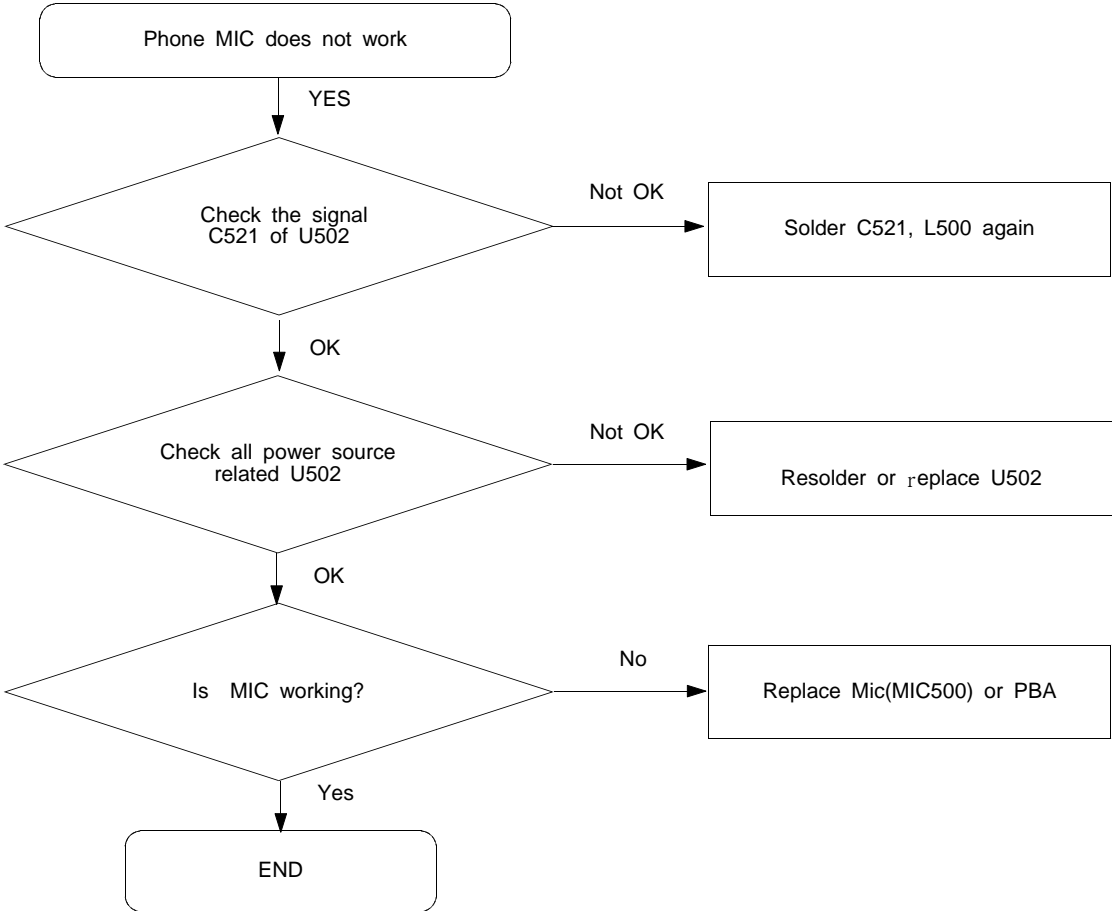 Phone MIC does not work
YES
Check the signal
C521 of U502
Not OK
Solder C521, L500 again
OK
Check all power source
related U502
Not OK
Resolder or replace U502
OK
Is MIC working?
No
Replace Mic(MIC500) or PBA
Yes
END